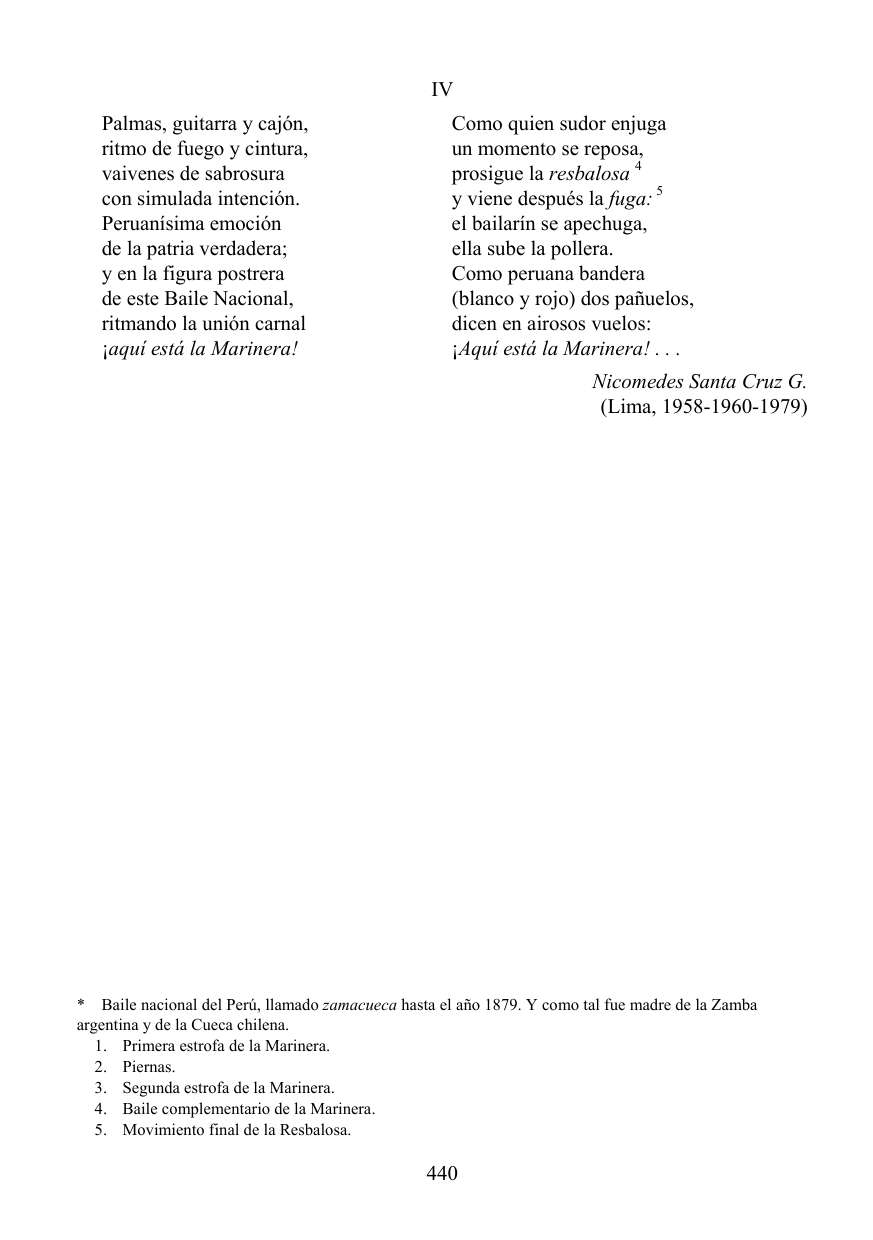 IV
Palmas, guitarra y cajón,
ritmo de fuego y cintura,
vaivenes de sabrosura
con simulada intención.
Peruanísima emoción
de la patria verdadera;
y en la figura postrera
de este Baile Nacional,
ritmando la unión carnal
¡aquí está la Marinera!
Como quien sudor enjuga
un momento se reposa,
prosigue la resbalosa 4
y viene después la fuga: 5
el bailarín se apechuga,
ella sube la pollera.
Como peruana bandera
(blanco y rojo) dos pañuelos,
dicen en airosos vuelos:
¡Aquí está la Marinera! . . .
Nicomedes Santa Cruz G.
(Lima, 1958-1960-1979)
* Baile nacional del Perú, llamado zamacueca hasta el año 1879. Y como tal fue madre de la Zamba
argentina y de la Cueca chilena.
1. Primera estrofa de la Marinera.
2. Piernas.
3. Segunda estrofa de la Marinera.
4. Baile complementario de la Marinera.
5. Movimiento final de la Resbalosa.
440